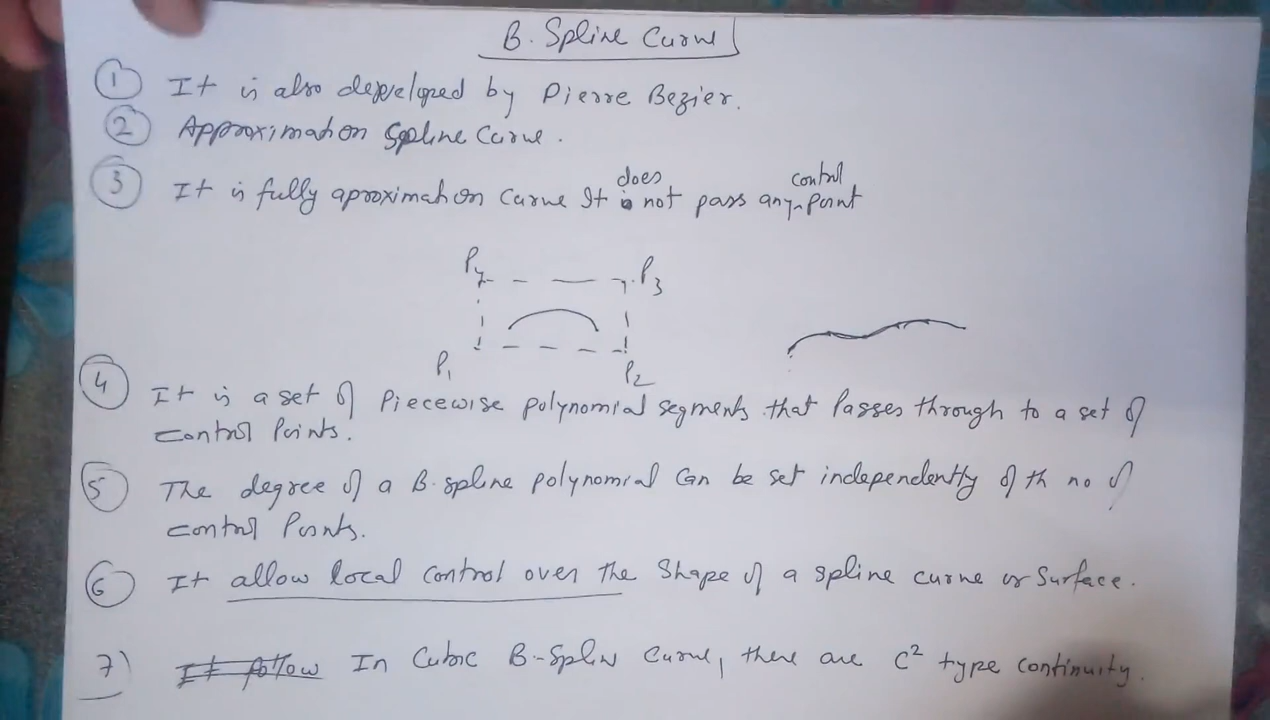 B. Spline Curve
1 It is also developed by Pierre Bezier.
2 Approximation Spline Curve.
does control
3 It is fully aproximation Curve It not pass any point
P4 P3
P1 P2
4 It is a set of Piecewise polynomial segments that Passes through to a set of
control Points.
5 The degree of a B-spline polynomial Can be set independently of th no of
control Points.
6 It allow local control over the Shape of a spline curve or Surface.
7) It follow In Cubic B-Spline Curve, there are C² type continuity.